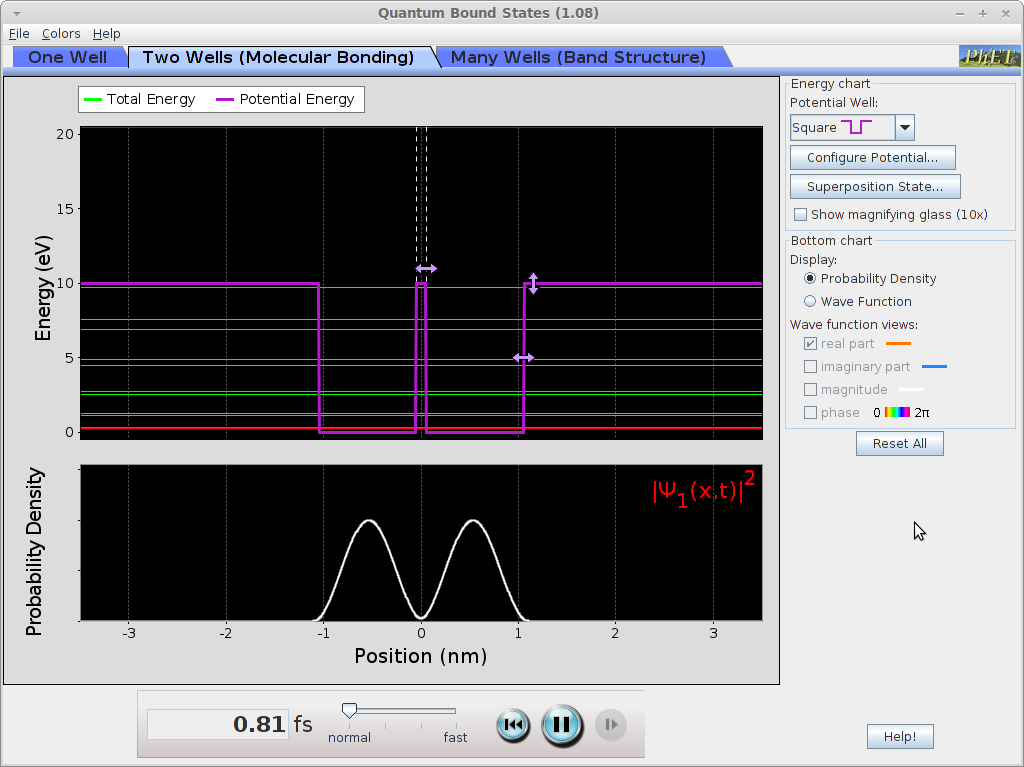 Quantum Bound States (1.08)
File Colors Help
One Well Two Wells (Molecular Bonding) Many Wells (Band Structure) PhET
Total Energy Potential Energy
Energy (eV)
20
15
10
5
0
Probability Density
|Ψ1(x,t)|2
-3 -2 -1 0 1 2 3
Position (nm)
0.81 fs
normal fast
Energy chart
Potential Well:
Square
Configure Potential...
Superposition State...
Show magnifying glass (10x)
Bottom chart
Display:
Probability Density
Wave Function
Wave function views:
real part
imaginary part
magnitude
phase 0 2π
Reset All
Help!